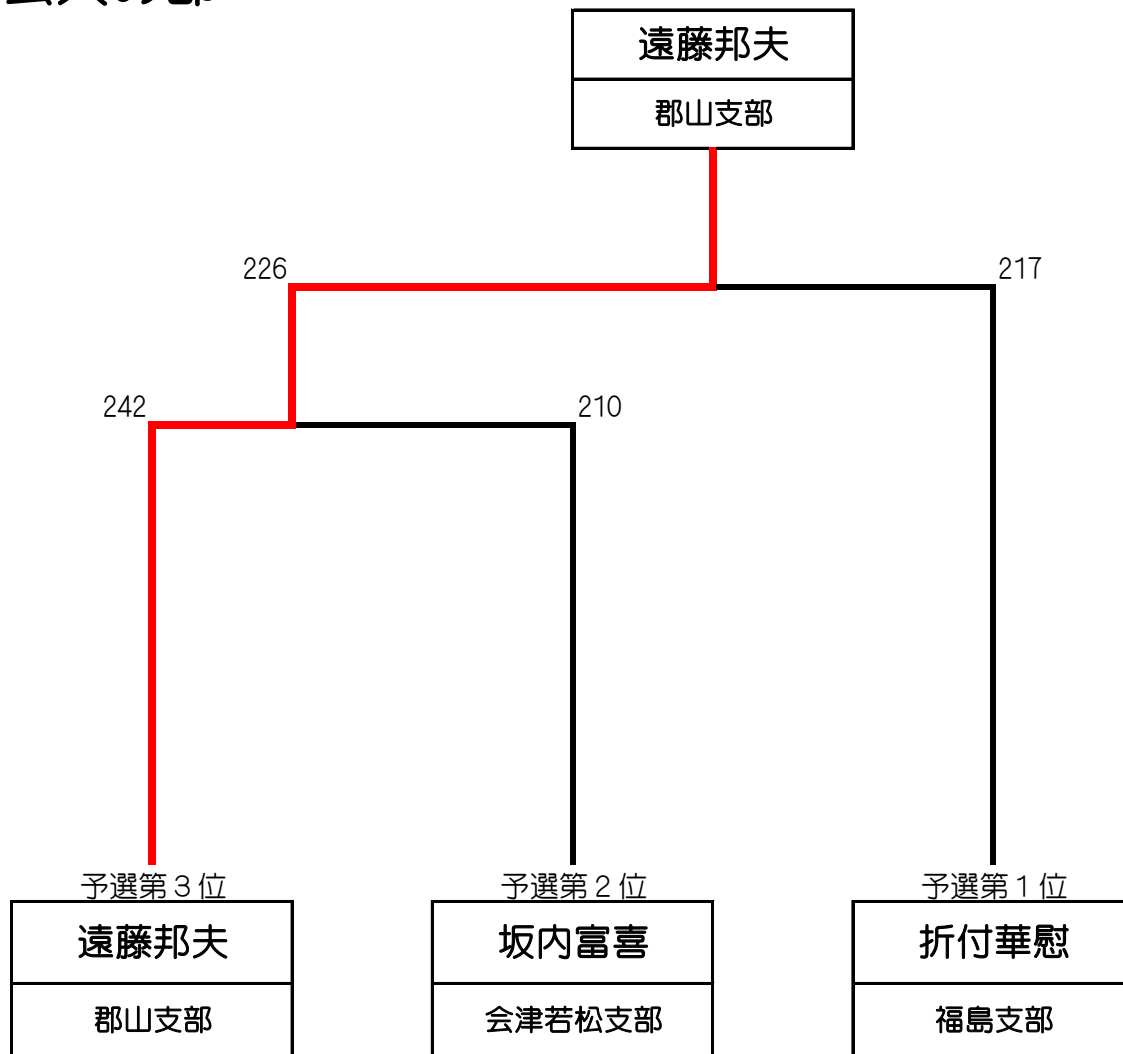 遠藤邦夫
郡山支部
226
217
242
210
予選第３位
予選第２位
予選第１位
遠藤邦夫
坂内富喜
折付華慰
郡山支部
会津若松支部
福島支部